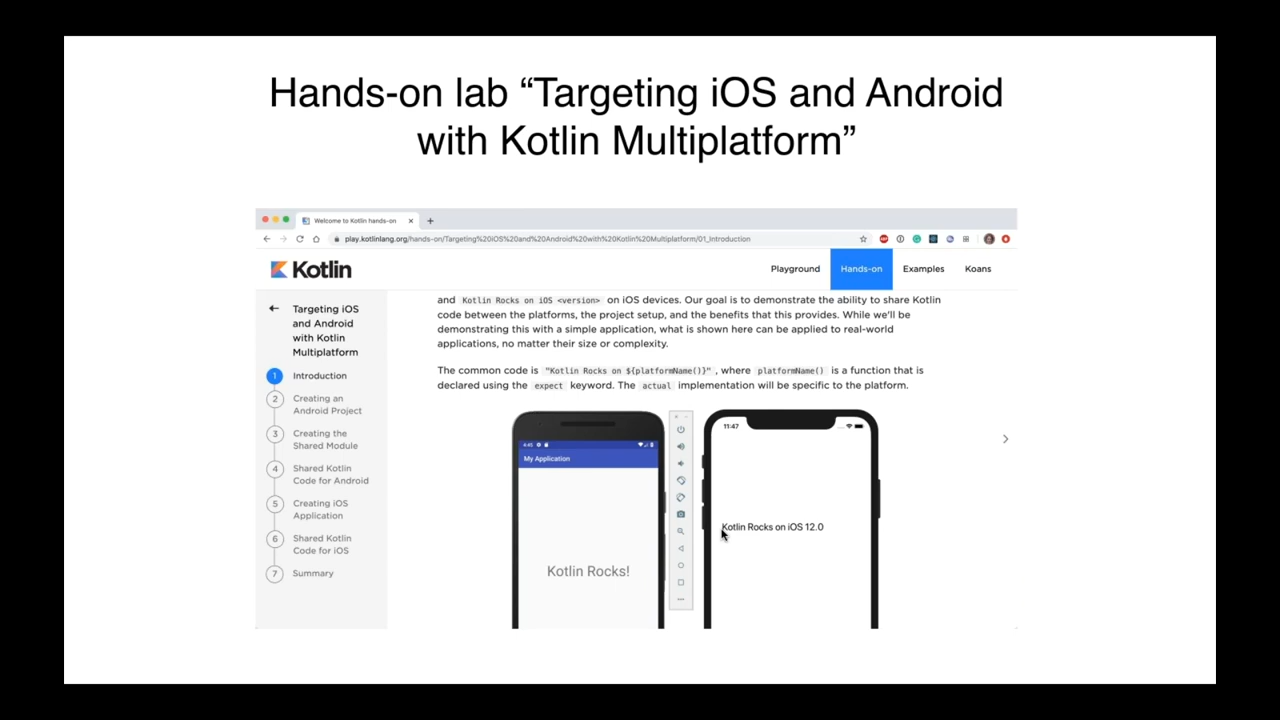 Hands-on lab “Targeting iOS and Android
with Kotlin Multiplatform”
Welcome to Kotlin hands-on
play.kotlinlang.org/hands-on/Targeting%20iOS%20and%20Android%20with%20Kotlin%20Multiplatform/01_Introduction
Kotlin
Playground
Hands-on
Examples
Koans
Targeting iOS
and Android
with Kotlin
Multiplatform
1 Introduction
2 Creating an
Android Project
3 Creating the
Shared Module
4 Shared Kotlin
Code for Android
5 Creating iOS
Application
6 Shared Kotlin
Code for iOS
7 Summary
and Kotlin Rocks on iOS <version> on iOS devices. Our goal is to demonstrate the ability to share Kotlin
code between the platforms, the project setup, and the benefits that this provides. While we'll be
demonstrating this with a simple application, what is shown here can be applied to real-world
applications, no matter their size or complexity.
The common code is "Kotlin Rocks on ${platformName()}" , where platformName() is a function that is
declared using the expect keyword. The actual implementation will be specific to the platform.
4:45
My Application
Kotlin Rocks!
11:47
Kotlin Rocks on iOS 12.0